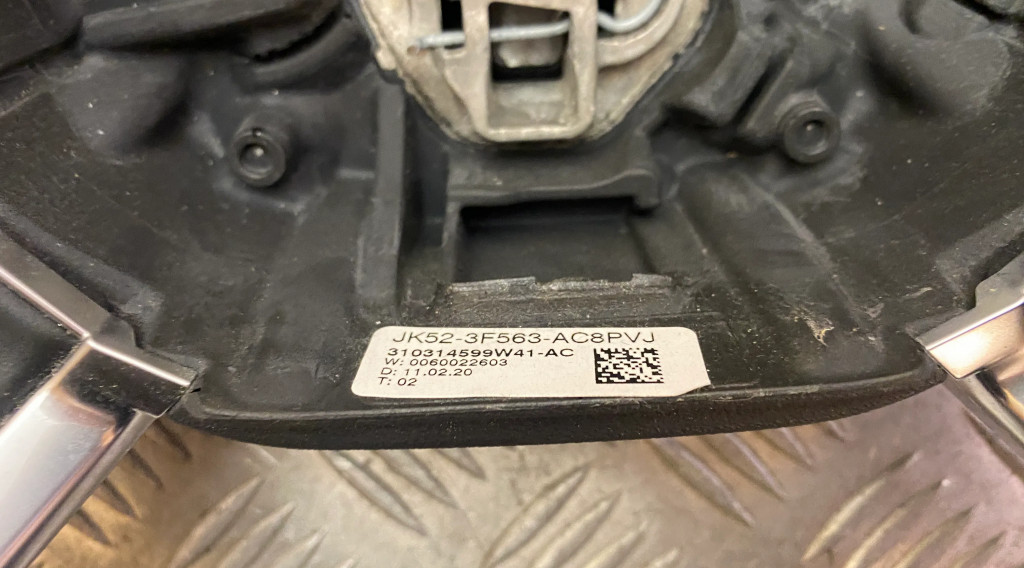 JK52-3F563-AC8PVJ
310314599W41-AC
W: 0060022603
D: 11.02.20
T: 02